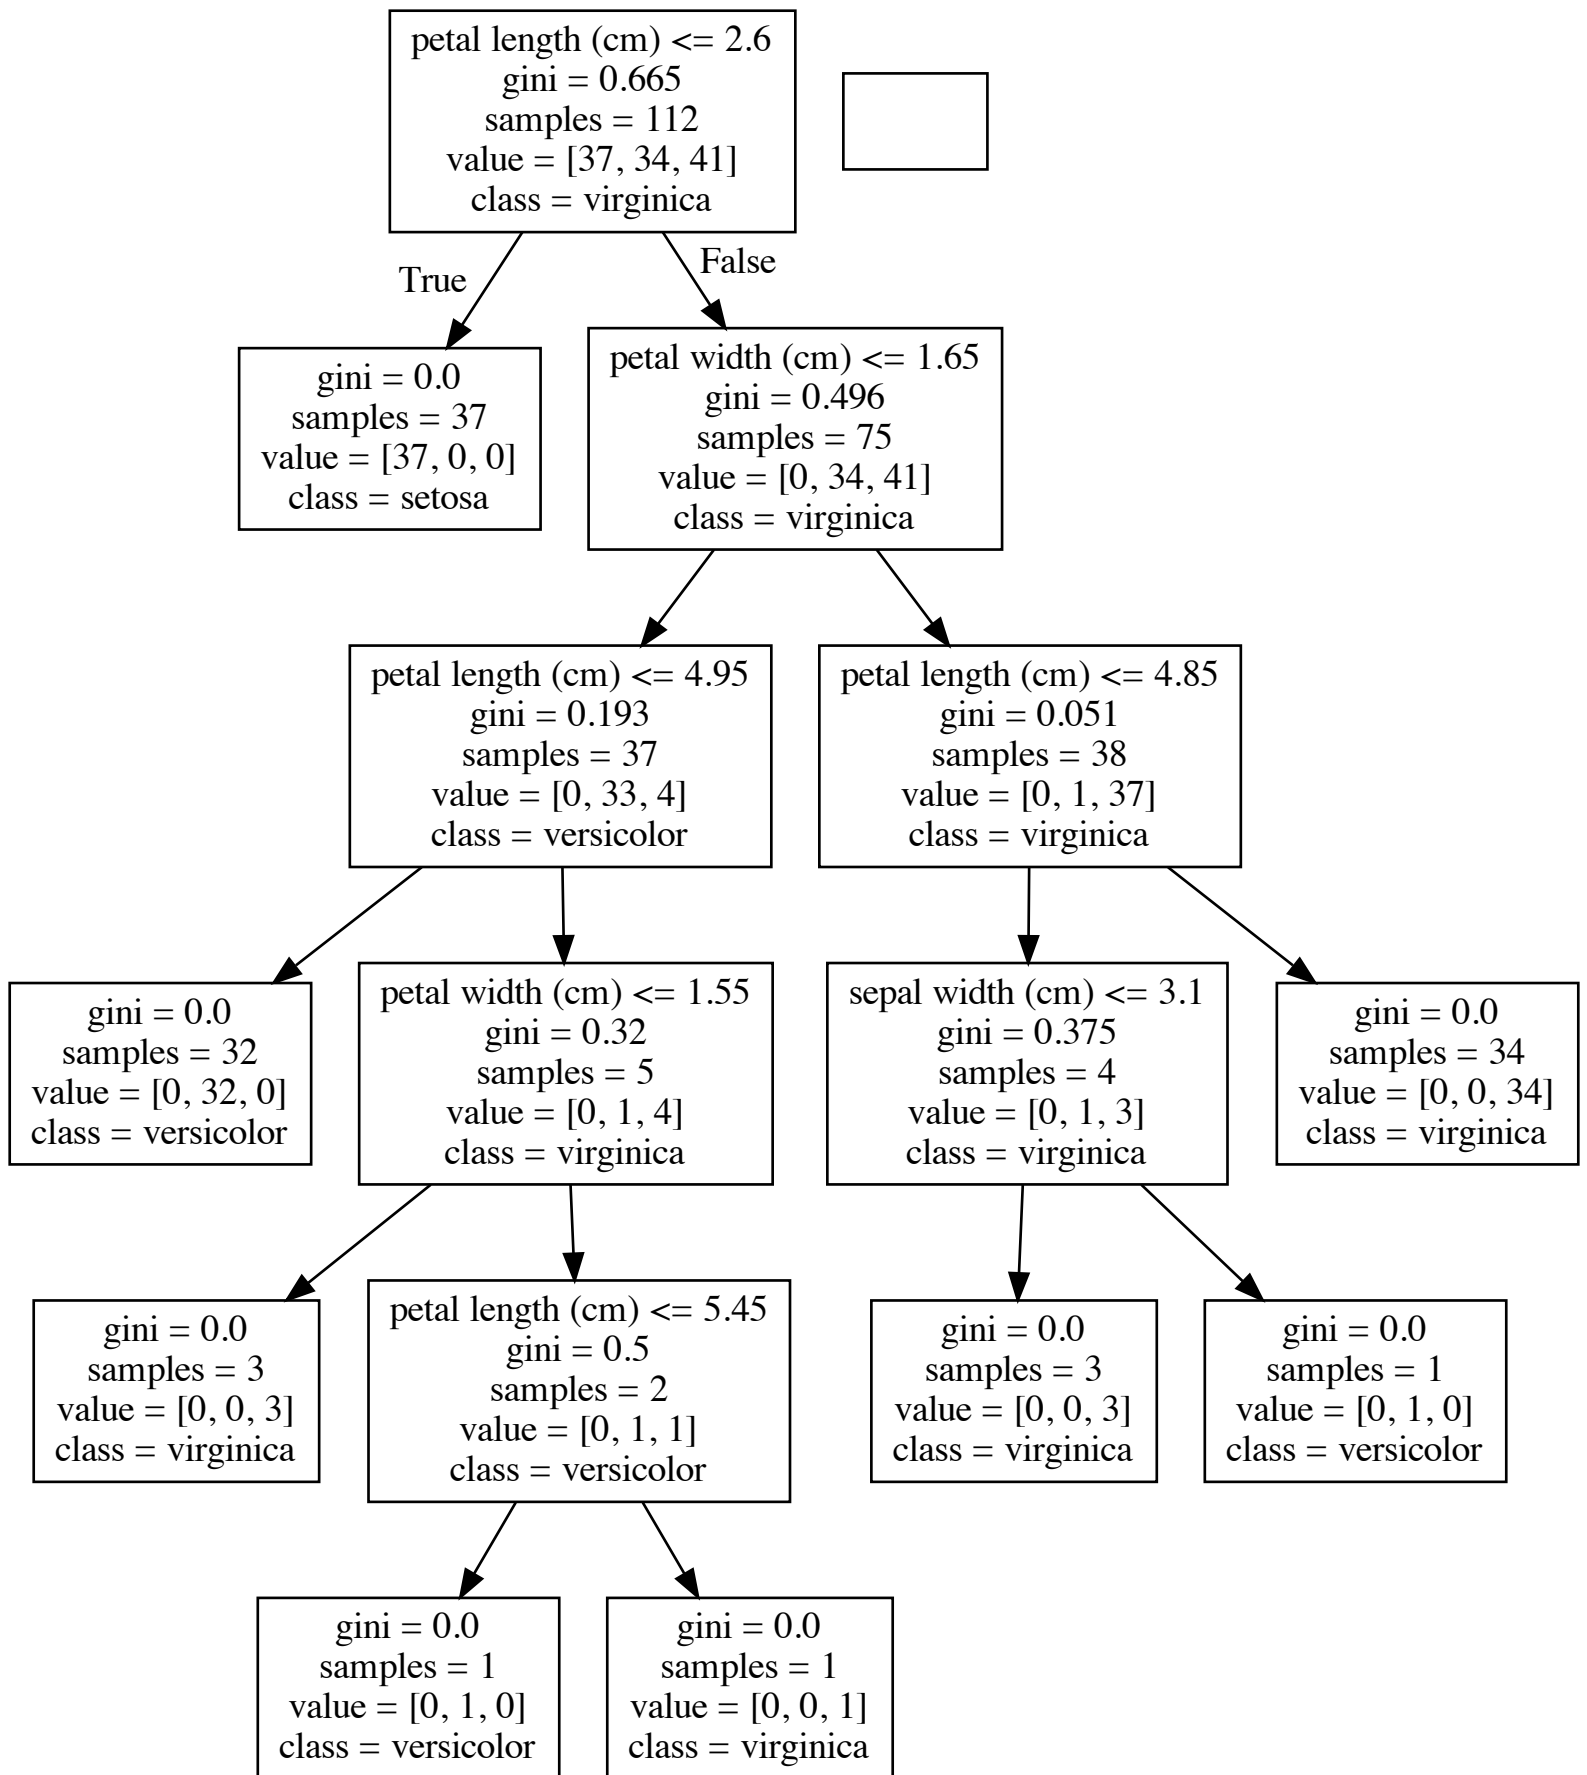 petal length (cm) <= 2.6
gini = 0.665
samples = 112
value = [37, 34, 41]
class = virginica
True
False
gini = 0.0
samples = 37
value = [37, 0, 0]
class = setosa
petal width (cm) <= 1.65
gini = 0.496
samples = 75
value = [0, 34, 41]
class = virginica
petal length (cm) <= 4.95
gini = 0.193
samples = 37
value = [0, 33, 4]
class = versicolor
petal length (cm) <= 4.85
gini = 0.051
samples = 38
value = [0, 1, 37]
class = virginica
gini = 0.0
samples = 32
value = [0, 32, 0]
class = versicolor
petal width (cm) <= 1.55
gini = 0.32
samples = 5
value = [0, 1, 4]
class = virginica
sepal width (cm) <= 3.1
gini = 0.375
samples = 4
value = [0, 1, 3]
class = virginica
gini = 0.0
samples = 34
value = [0, 0, 34]
class = virginica
gini = 0.0
samples = 3
value = [0, 0, 3]
class = virginica
petal length (cm) <= 5.45
gini = 0.5
samples = 2
value = [0, 1, 1]
class = versicolor
gini = 0.0
samples = 3
value = [0, 0, 3]
class = virginica
gini = 0.0
samples = 1
value = [0, 1, 0]
class = versicolor
gini = 0.0
samples = 1
value = [0, 1, 0]
class = versicolor
gini = 0.0
samples = 1
value = [0, 0, 1]
class = virginica